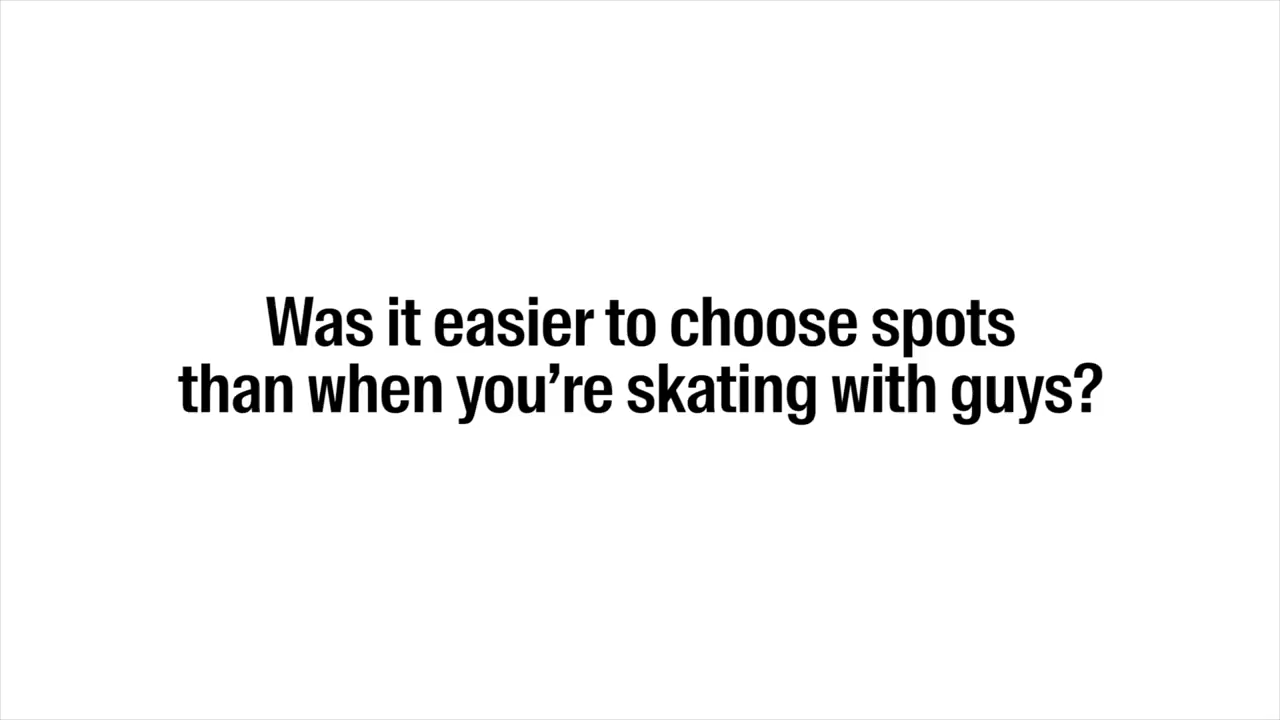 Was it easier to choose spots
than when you’re skating with guys?